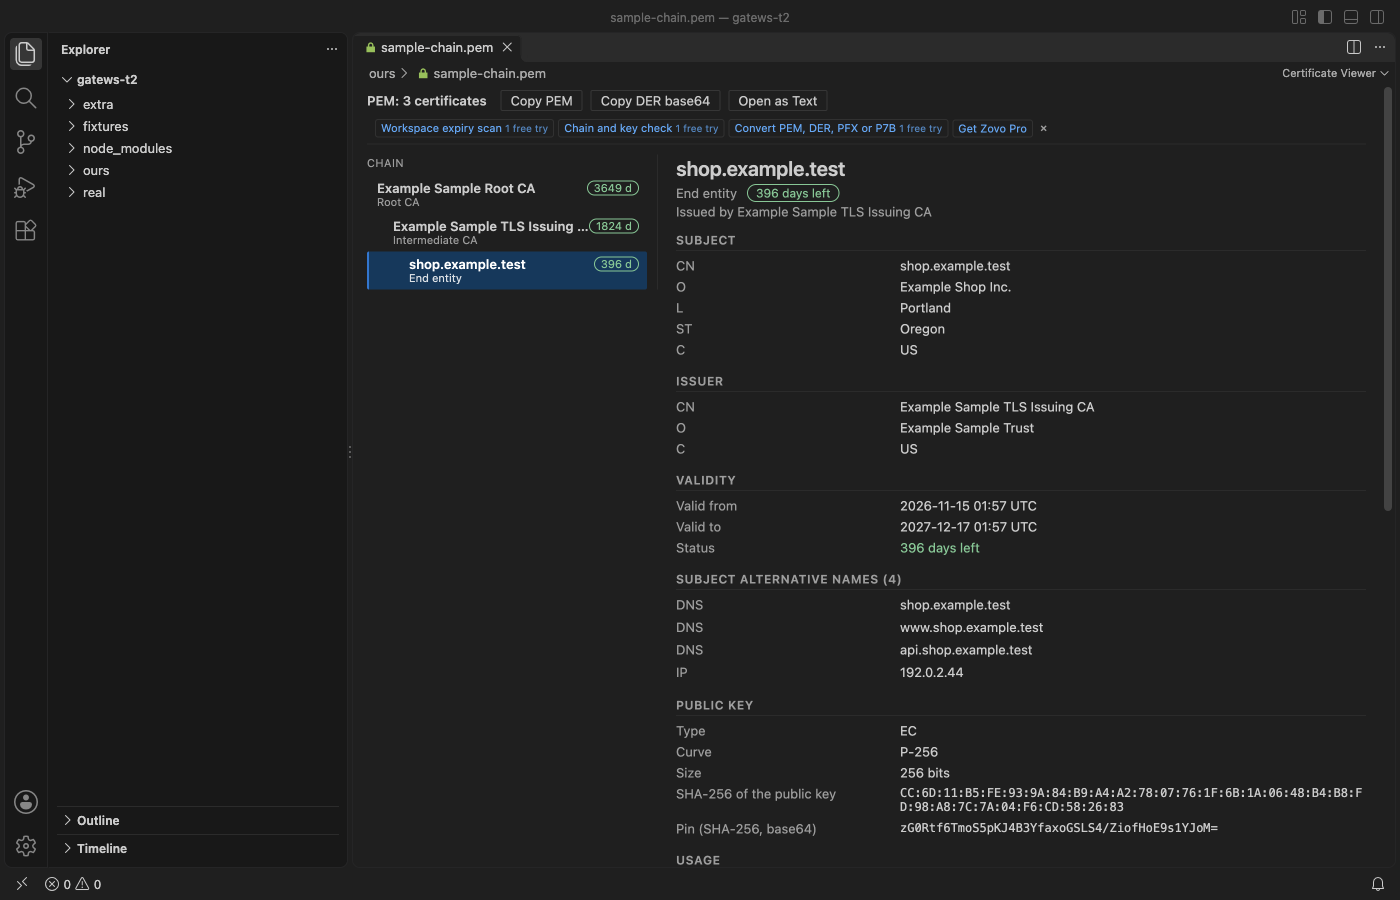 sample-chain.pem — gatews-t2
Explorer
gatews-t2
extra
fixtures
node_modules
ours
real
Outline
Timeline
sample-chain.pem
ours > sample-chain.pem
Certificate Viewer
PEM: 3 certificates Copy PEM Copy DER base64 Open as Text
Workspace expiry scan 1 free try Chain and key check 1 free try Convert PEM, DER, PFX or P7B 1 free try Get Zovo Pro ×
CHAIN
Example Sample Root CA 3649 d
Root CA
Example Sample TLS Issuing ... 1824 d
Intermediate CA
shop.example.test 396 d
End entity
shop.example.test
End entity 396 days left
Issued by Example Sample TLS Issuing CA
SUBJECT
CN shop.example.test
O Example Shop Inc.
L Portland
ST Oregon
C US
ISSUER
CN Example Sample TLS Issuing CA
O Example Sample Trust
C US
VALIDITY
Valid from 2026-11-15 01:57 UTC
Valid to 2027-12-17 01:57 UTC
Status 396 days left
SUBJECT ALTERNATIVE NAMES (4)
DNS shop.example.test
DNS www.shop.example.test
DNS api.shop.example.test
IP 192.0.2.44
PUBLIC KEY
Type EC
Curve P-256
Size 256 bits
SHA-256 of the public key CC:6D:11:B5:FE:93:9A:84:B9:A4:A2:78:07:76:1F:6B:1A:06:48:B4:B8:F
D:98:A8:7C:7A:04:F6:CD:58:26:83
Pin (SHA-256, base64) zG0Rtf6TmoS5pKJ4B3YfaxoGSLS4/ZiofHoE9s1YJoM=
USAGE
0 0